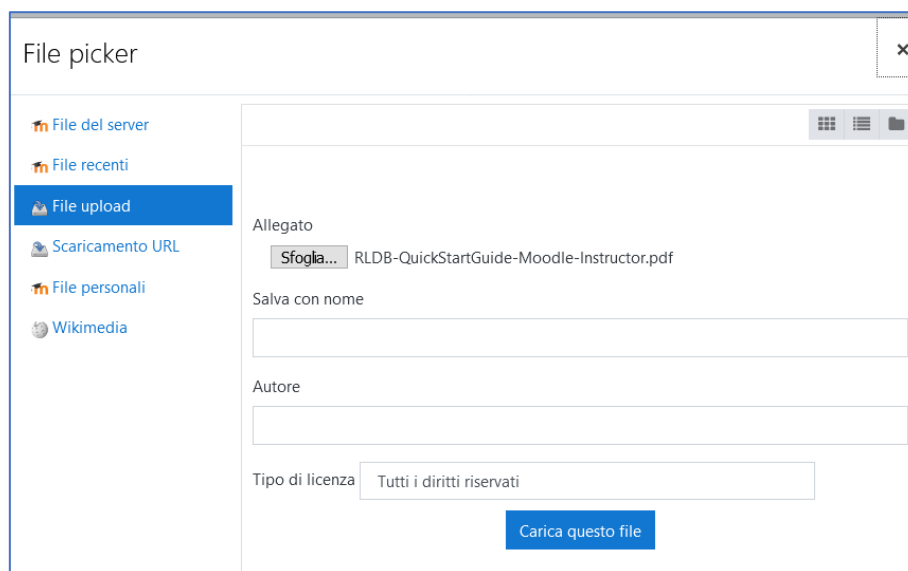 File picker
×
File del server
File recenti
File upload
Scaricamento URL
File personali
Wikimedia
Allegato
Sfoglia... RLDB-QuickStartGuide-Moodle-Instructor.pdf
Salva con nome
Autore
Tipo di licenza Tutti i diritti riservati
Carica questo file